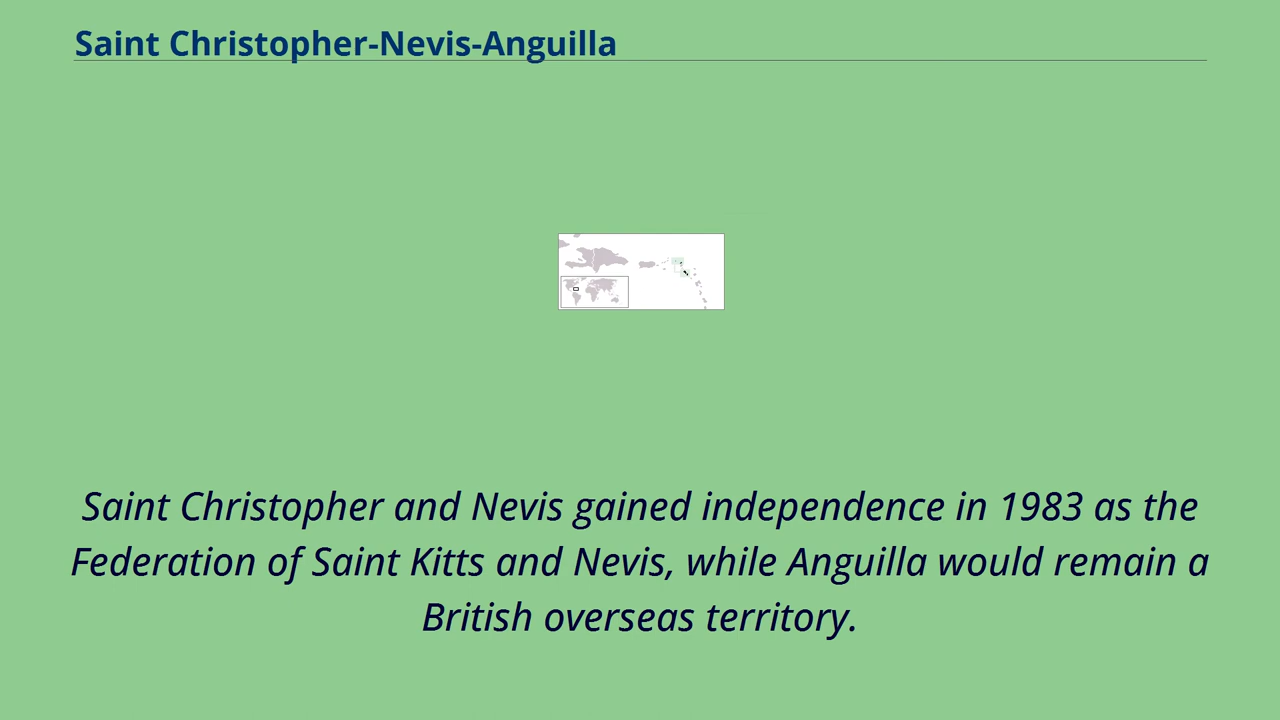 Saint Christopher-Nevis-Anguilla
Saint Christopher and Nevis gained independence in 1983 as the
Federation of Saint Kitts and Nevis, while Anguilla would remain a
British overseas territory.